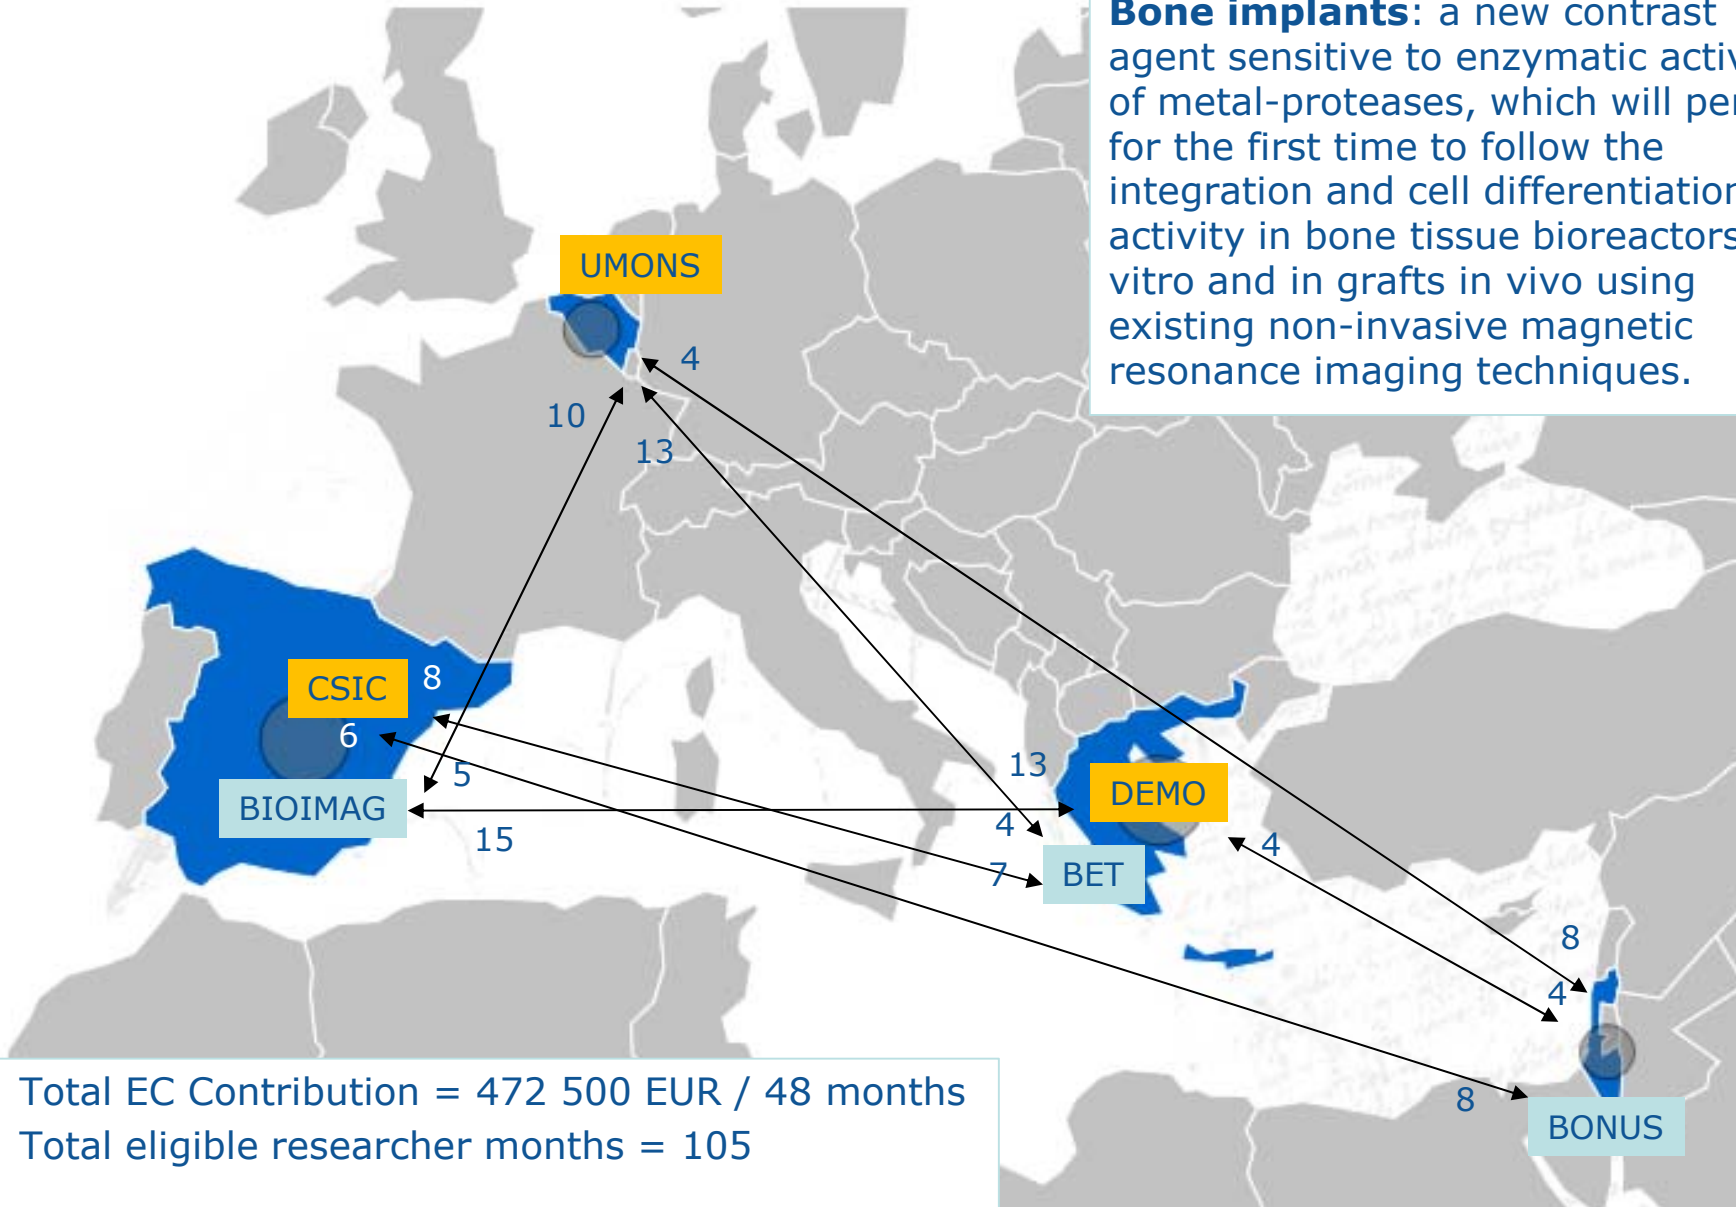 Bone implants: a new contrast
agent sensitive to enzymatic activ
of metal-proteases, which will per
for the first time to follow the
integration and cell differentiation
activity in bone tissue bioreactors
vitro and in grafts in vivo using
existing non-invasive magnetic
resonance imaging techniques.
UMONS
4
10
13
CSIC
8
6
5
BIOIMAG
15
13
DEMO
4
4
7
BET
8
4
8
BONUS
Total EC Contribution = 472 500 EUR / 48 months
Total eligible researcher months = 105